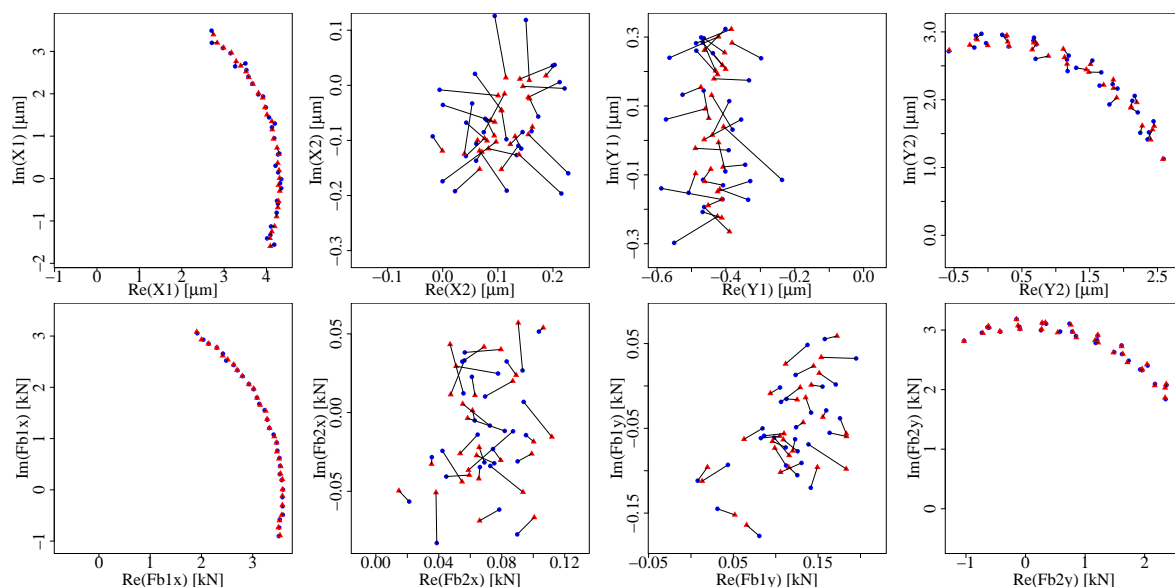 Im(X1) [μm]
3
2
1
0
−1
−2
−1 0 1 2 3 4
Re(X1) [μm]
Im(X2) [μm]
0.1
0.0
−0.1
−0.2
0.3
−0.1 0.0 0.1 0.2
Re(X2) [μm]
Im(Y1) [μm]
0.3
0.1
−0.1
−0.3
−0.6 −0.4 −0.2 0.0
Re(Y1) [μm]
Im(Y2) [μm]
3.0
2.0
1.0
0.0
−0.5 0.5 1.5 2.5
Re(Y2) [μm]
Im(Fb1x) [kN]
3
2
1
0
−1
−1 0 1 2 3 4
Re(Fb1x) [kN]
Im(Fb2x) [kN]
0.05
0.00
−0.05
0.00 0.04 0.08 0.12
Re(Fb2x) [kN]
Im(Fb1y) [kN]
0.05
−0.05
−0.15
0.00 0.05 0.10 0.15
Re(Fb1y) [kN]
Im(Fb2y) [kN]
3
2
1
0
−1 0 1 2
Re(Fb2y) [kN]